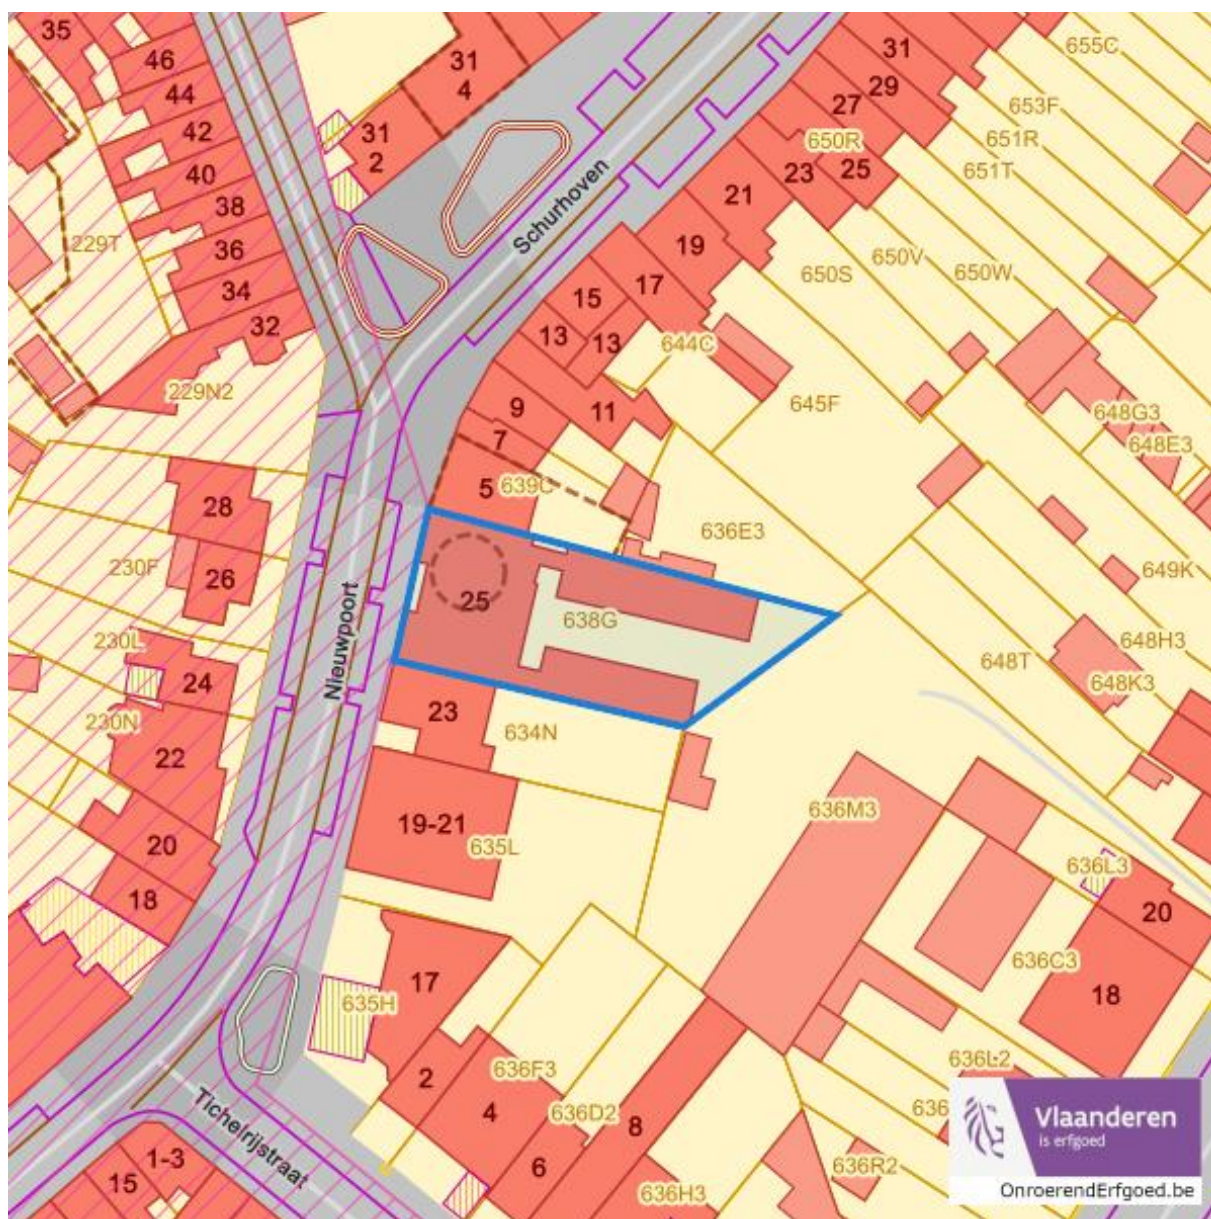 35
46
44
42
40
38
36
34
32
229T
229N2
31
4
31
2
Schurhoven
31
29
27
650R
23
25
21
19
17
15
13
13
655C
653F
651R
651T
650S
650V
650W
644C
645F
11
9
7
5
639C
648G3
648E3
649K
636E3
28
26
230F
Nieuwpoort
25
638G
648T
648H3
648K3
230L
24
230N
22
23
634N
19-21
635L
636M3
20
18
636L3
20
636C3
18
17
635H
636F3
2
4
636D2
8
6
636L2
636
636R2
636H3
Tichelrijstraat
1-3
15
Vlaanderen
is erfgoed
OnroerendErfgoed.be